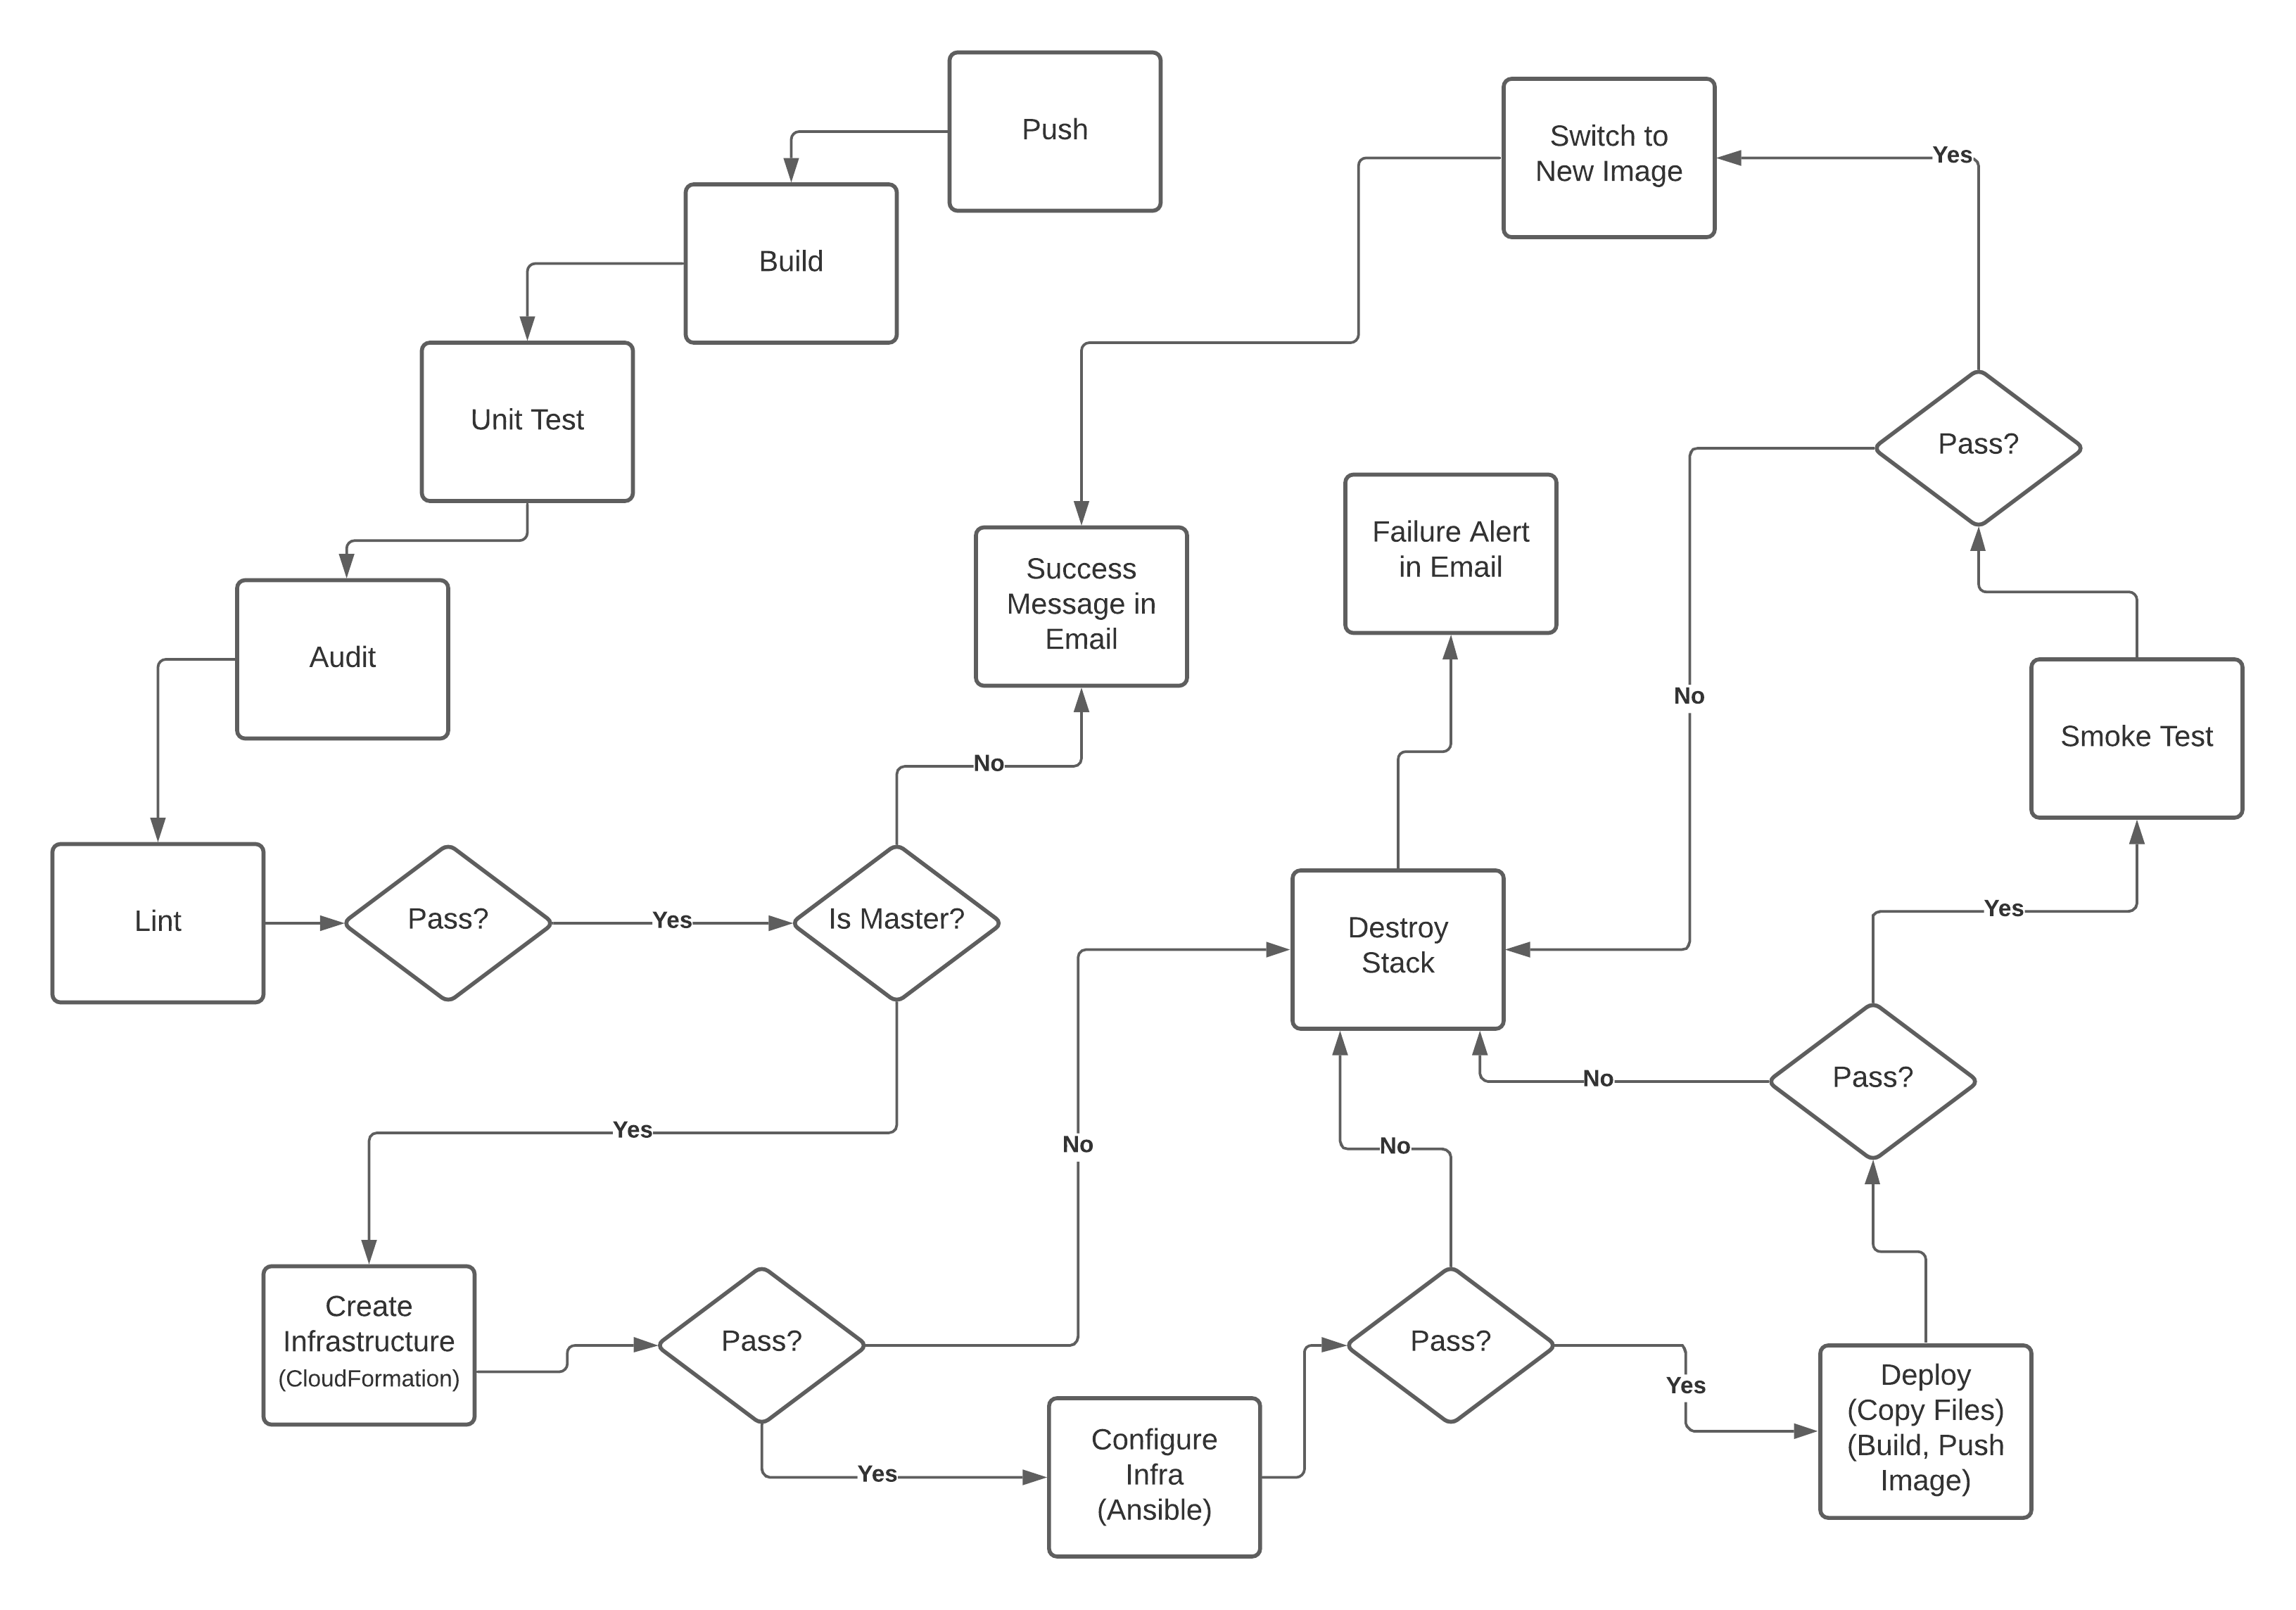 Push
Build
Unit Test
Audit
Lint
Pass?
Yes
Is Master?
No
Success
Message in
Email
Yes
Create
Infrastructure
(CloudFormation)
Pass?
No
Yes
Configure
Infra
(Ansible)
Pass?
No
Yes
Deploy
(Copy Files)
(Build, Push
Image)
Pass?
No
Yes
Smoke Test
Pass?
No
Yes
Switch to
New Image
Destroy
Stack
Failure Alert
in Email